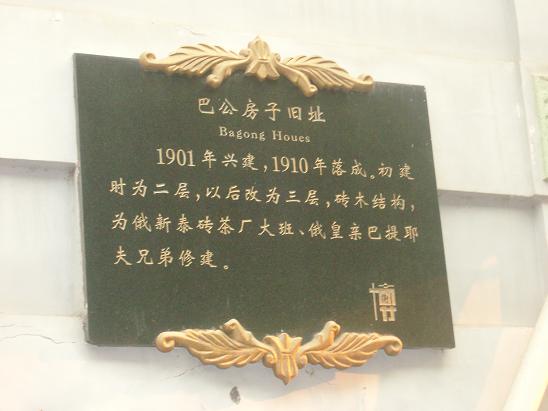 巴公房子旧址
Bagong Houes
1901年兴建，1910年落成。初建
时为二层，以后改为三层，砖木结构，
为俄新泰砖茶厂大班、俄皇亲巴提耶
夫兄弟修建。